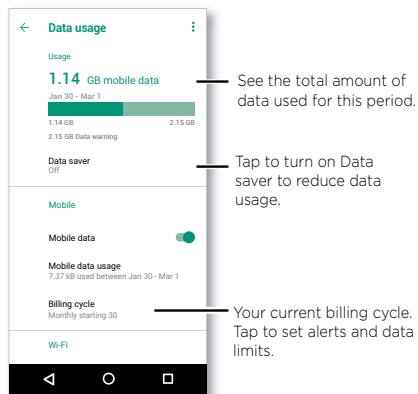 Data usage
Usage
1.14 GB mobile data
Jan 30 - Mar 1
1.14 GB 2.15 GB
2.15 GB Data warning
Data saver
Off
Mobile
Mobile data
Mobile data usage
7.37 kB used between Jan 30 - Mar 1
Billing cycle
Monthly starting 30
Wi-Fi
See the total amount of
data used for this period.
Tap to turn on Data
saver to reduce data
usage.
Your current billing cycle.
Tap to set alerts and data
limits.